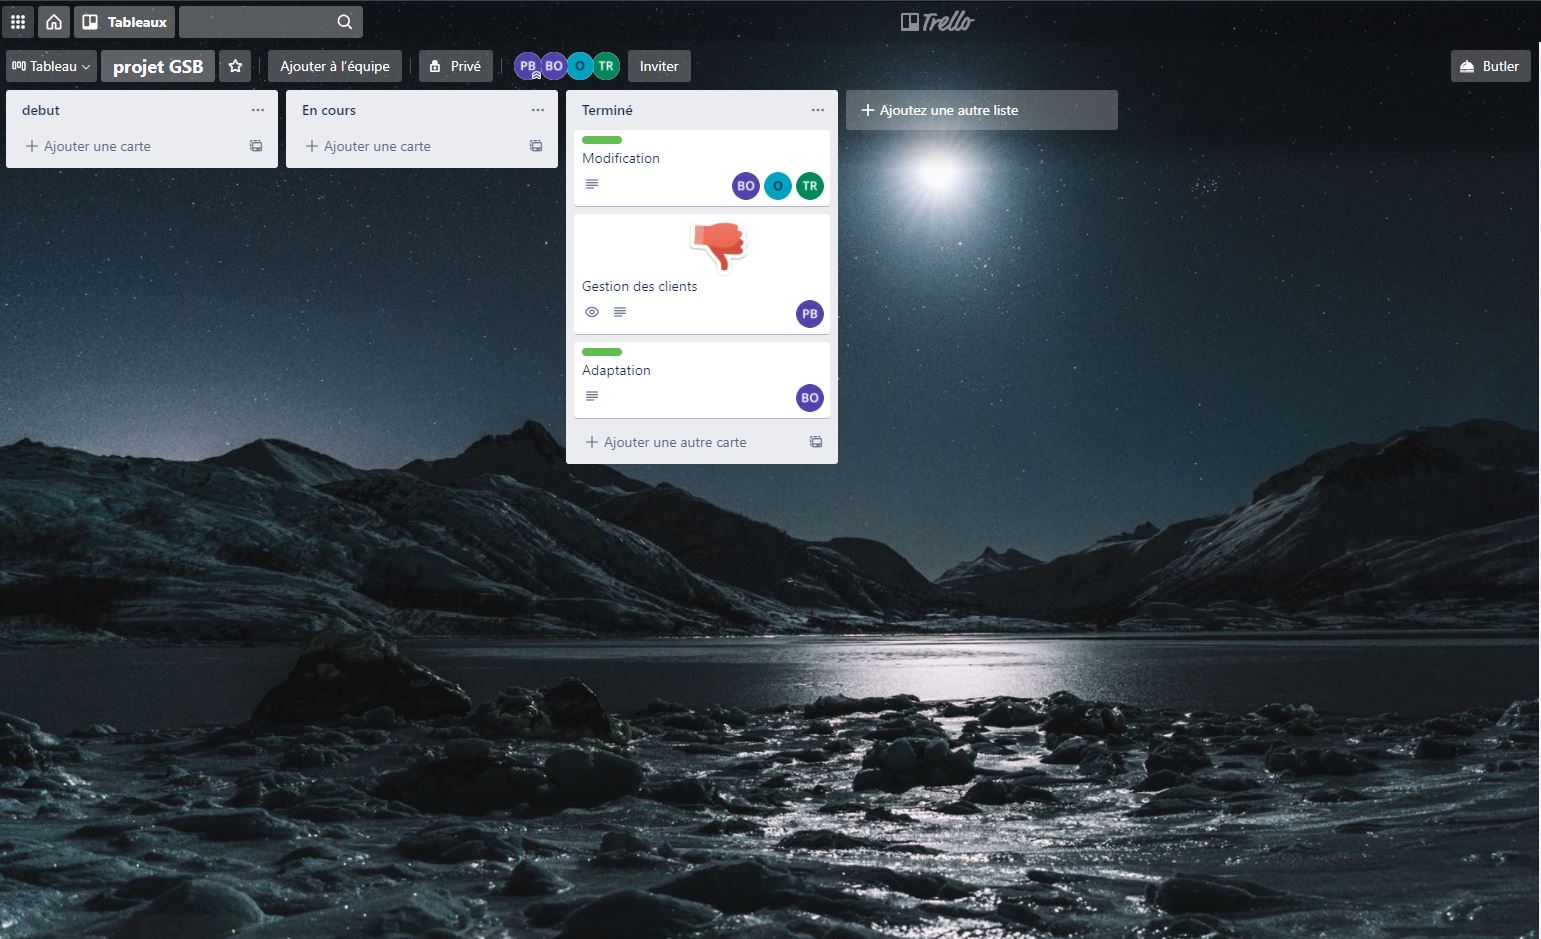 Tableaux
Trello
Tableau
projet GSB
Ajouter à l'équipe
Privé
PB
BO
O
TR
Inviter
Butler
debut
Ajouter une carte
En cours
Ajouter une carte
Terminé
Modification
BO
O
TR
Gestion des clients
PB
Adaptation
BO
Ajouter une autre carte
Ajoutez une autre liste